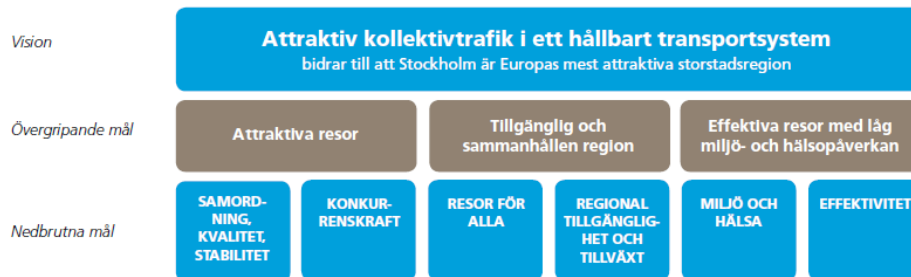 Vision
Attraktiv kollektivtrafik i ett hållbart transportsystem
bidrar till att Stockholm är Europas mest attraktiva storstadsregion
Övergripande mål
Attraktiva resor
Tillgänglig och
sammanhållen region
Effektiva resor med låg
miljö- och hälsopåverkan
Nedbrutna mål
SAMORD-
NING,
KVALITET,
STABILITET
KONKUR-
RENSKRAFT
RESOR FÖR
ALLA
REGIONAL
TILLGÄNGLIG-
HET OCH
TILLVÄXT
MILJÖ OCH
HÄLSA
EFFEKTIVITET